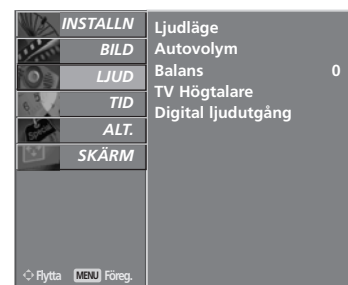 INSTALLN
BILD
LJUD
TID
ALT.
SKÄRM
Ljudläge
Autovolym
Balans 0
TV Högtalare
Digital ljudutgång
Flytta MENU Föreg.